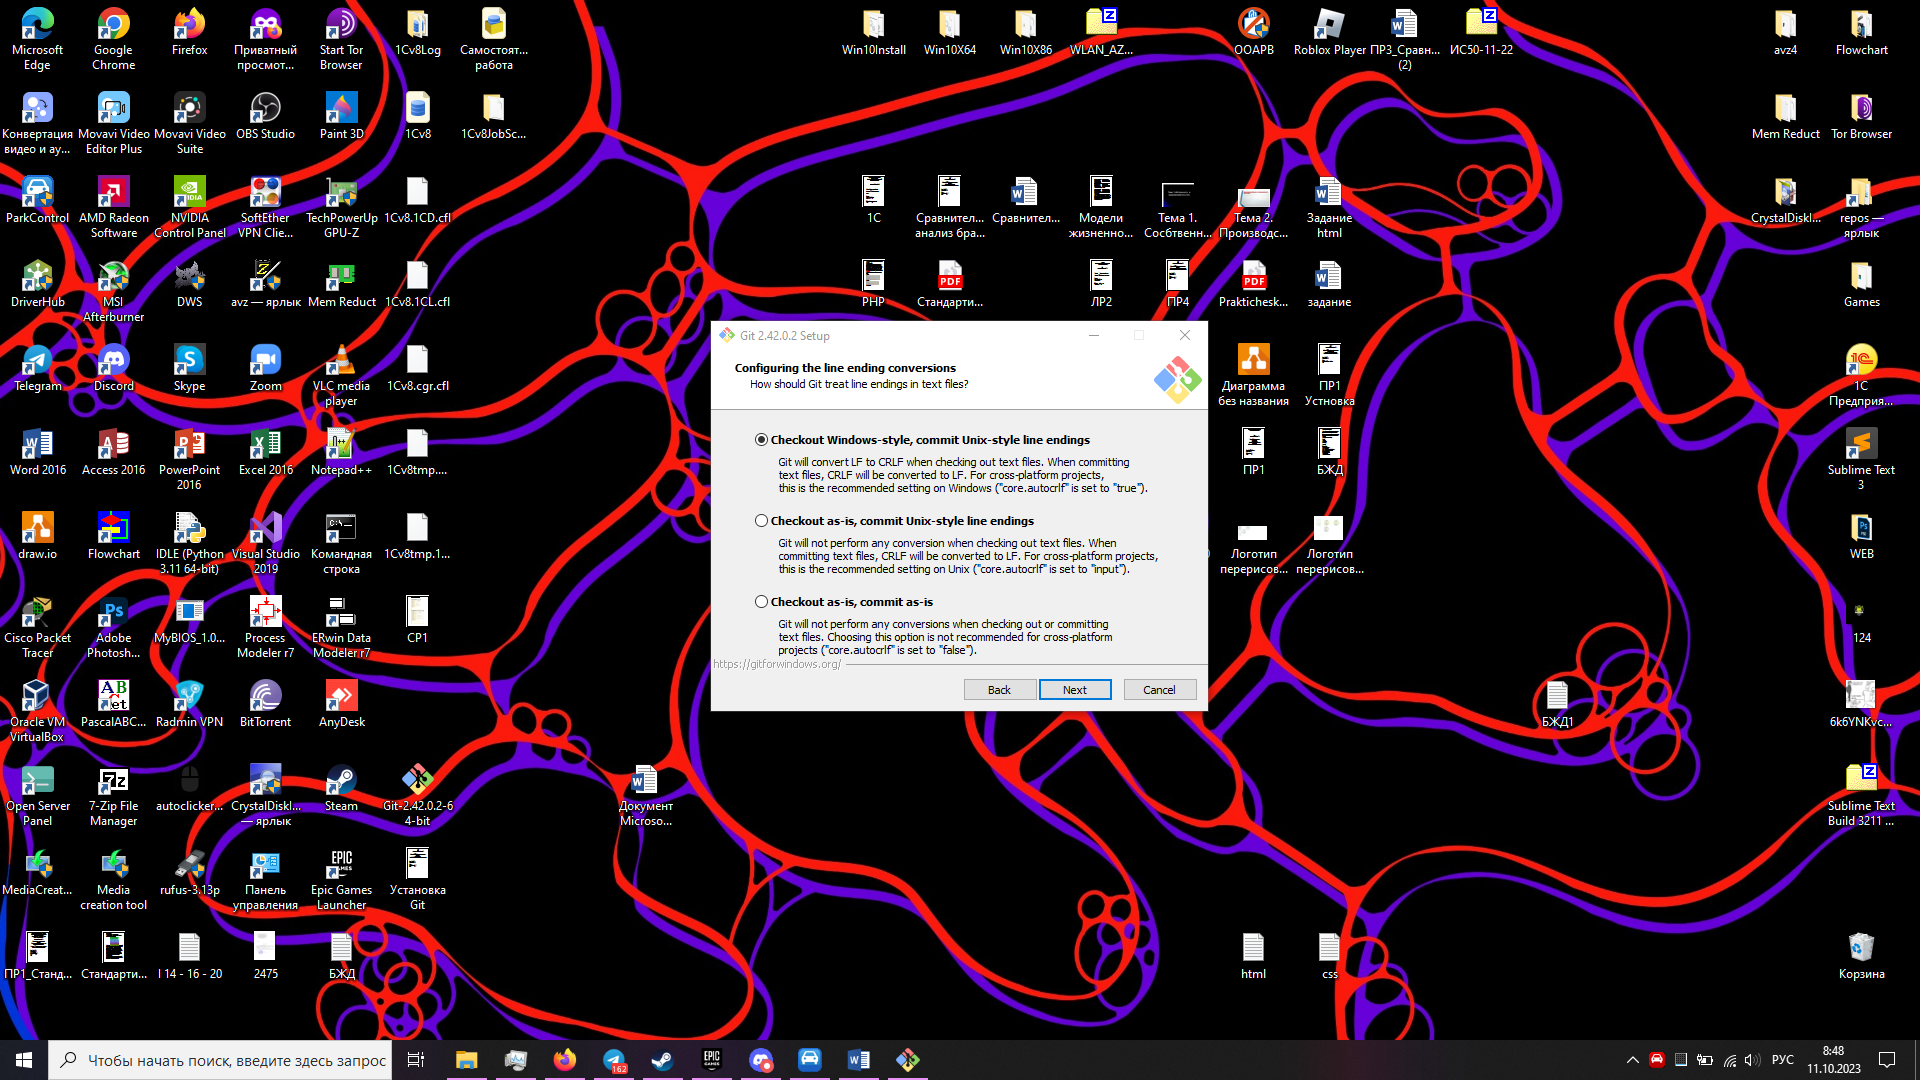 Microsoft Edge
Google Chrome
Firefox
Приватный просмот...
Start Tor Browser
1Cv8Log
Самостоят... работа
Win10Install
Win10X64
Win10X86
WLAN_AZ...
ООАРВ
Roblox Player
ПР3_Сравн... (2)
ИС50-11-22
avz4
Flowchart
Конвертация видео и ау...
Movavi Video Editor Plus
Movavi Video Suite
OBS Studio
Paint 3D
1Cv8
1Cv8JobSc...
Mem Reduct
Tor Browser
ParkControl
AMD Radeon Software
NVIDIA Control Panel
SoftEther VPN Clie...
TechPowerUp GPU-Z
1Cv8.1CD.cfl
1C
Сравнител... анализ бра...
Сравнител...
Модели жизненно...
Тема 1. Сосбтвенн...
Тема 2. Производс...
Задание html
CrystalDiskI...
repos — ярлык
DriverHub
MSI Afterburner
DWS
avz — ярлык
Mem Reduct
1Cv8.1CL.cfl
PHP
Стандарти...
ЛР2
ПР4
Praktichesk...
задание
Games
Git 2.42.0.2 Setup
Configuring the line ending conversions
How should Git treat line endings in text files?
Checkout Windows-style, commit Unix-style line endings
Git will convert LF to CRLF when checking out text files. When committing
text files, CRLF will be converted to LF. For cross-platform projects,
this is the recommended setting on Windows ("core.autocrlf" is set to "true").
Checkout as-is, commit Unix-style line endings
Git will not perform any conversion when checking out text files. When
committing text files, CRLF will be converted to LF. For cross-platform projects,
this is the recommended setting on Unix ("core.autocrlf" is set to "input").
Checkout as-is, commit as-is
Git will not perform any conversions when checking out or committing
text files. Choosing this option is not recommended for cross-platform
projects ("core.autocrlf" is set to "false").
https://gitforwindows.org/
Back
Next
Cancel
Telegram
Discord
Skype
Zoom
VLC media player
1Cv8.cgr.cfl
Диаграмма без названия
ПР1 Устновка
1C Предприя...
Word 2016
Access 2016
PowerPoint 2016
Excel 2016
Notepad++
1Cv8tmp....
ПР1
БЖД
Sublime Text 3
draw.io
Flowchart
IDLE (Python 3.11 64-bit)
Visual Studio 2019
Командная строка
1Cv8tmp.1...
Логотип перерисов...
Логотип перерисов...
WEB
Cisco Packet Tracer
Adobe Photosh...
MyBIOS_1.0...
Process Modeler r7
ERwin Data Modeler r7
CP1
124
Oracle VM VirtualBox
PascalABC...
Radmin VPN
BitTorrent
AnyDesk
БЖД1
6k6YNKvc...
Open Server Panel
7-Zip File Manager
autoclicker...
CrystalDiskI... — ярлык
Steam
Git-2.42.0.2-6 4-bit
Документ Microso...
Sublime Text Build 3211 ...
MediaCreat...
Media creation tool
rufus-3.13p
Панель управления
Epic Games Launcher
Установка Git
ПР1_Станд...
Стандарти...
I 14 - 16 - 20
2475
БЖД
html
css
Корзина
Чтобы начать поиск, введите здесь запрос
162
РУС
8:48
11.10.2023